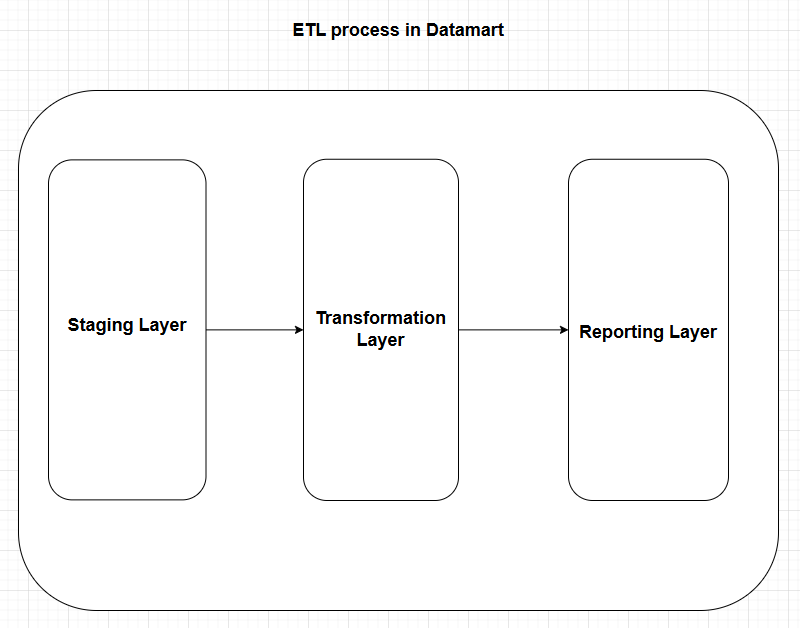 ETL process in Datamart
Staging Layer
Transformation
Layer
Reporting Layer